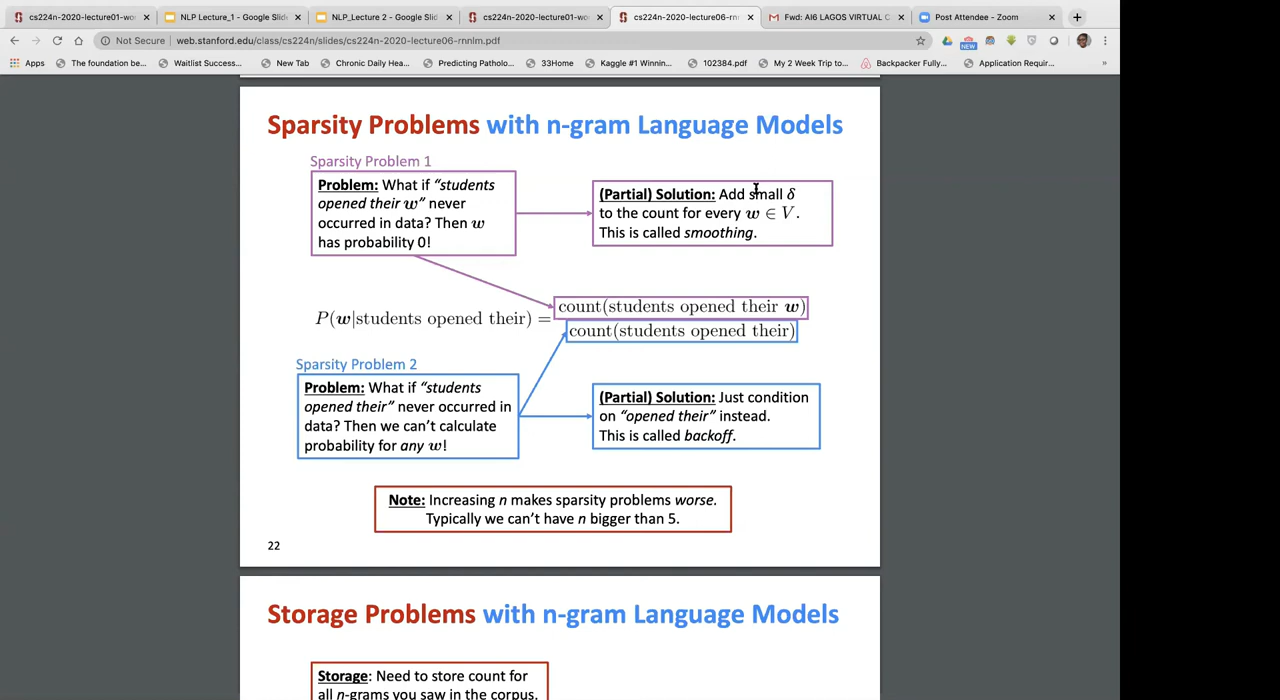 cs224n-2020-lecture01-wo
NLP Lecture_1 - Google Slide
NLP_Lecture 2 - Google Slid
cs224n-2020-lecture01-wo
cs224n-2020-lecture06-rnn
Fwd: AI6 LAGOS VIRTUAL C
Post Attendee - Zoom
Not Secure | web.stanford.edu/class/cs224n/slides/cs224n-2020-lecture06-rnnlm.pdf
NEW
Apps
The foundation be...
Waitlist Success...
New Tab
Chronic Daily Hea...
Predicting Patholo...
33Home
Kaggle #1 Winnin...
102384.pdf
My 2 Week Trip to...
Backpacker Fully...
Application Requir...
»
Sparsity Problems with n-gram Language Models
Sparsity Problem 1
Problem: What if “students
opened their w” never
occurred in data? Then w
has probability 0!
(Partial) Solution: Add small δ
to the count for every w ∈ V.
This is called smoothing.
P(w|students opened their) =
count(students opened their w)
count(students opened their)
Sparsity Problem 2
Problem: What if “students
opened their” never occurred in
data? Then we can’t calculate
probability for any w!
(Partial) Solution: Just condition
on “opened their” instead.
This is called backoff.
Note: Increasing n makes sparsity problems worse.
Typically we can’t have n bigger than 5.
22
Storage Problems with n-gram Language Models
Storage: Need to store count for
all n-grams you saw in the corpus.